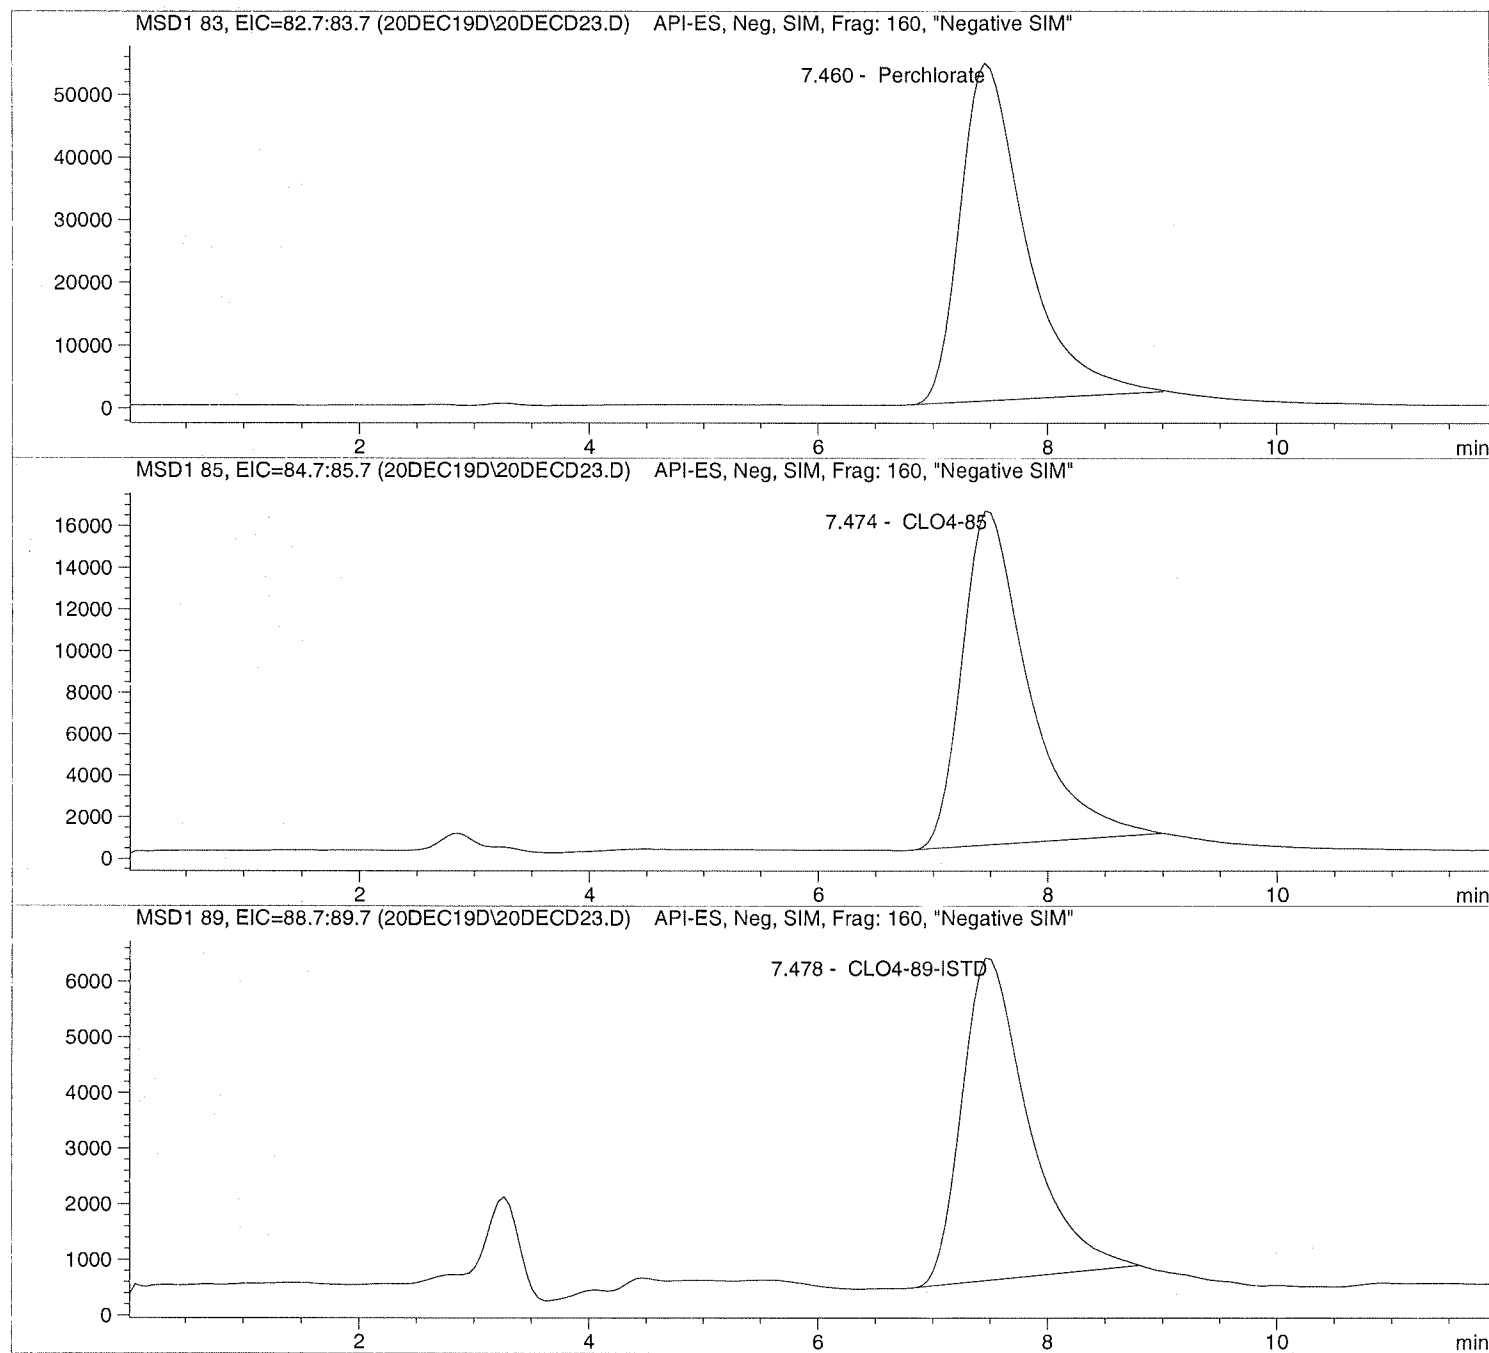 MSD1 83, EIC=82.7:83.7 (20DEC19D\20DECD23.D) API-ES, Neg, SIM, Frag: 160, "Negative SIM"
7.460 - Perchlorate
50000
40000
30000
20000
10000
0
2 4 6 8 10 min
MSD1 85, EIC=84.7:85.7 (20DEC19D\20DECD23.D) API-ES, Neg, SIM, Frag: 160, "Negative SIM"
7.474 - CLO4-85
16000
14000
12000
10000
8000
6000
4000
2000
0
2 4 6 8 10 min
MSD1 89, EIC=88.7:89.7 (20DEC19D\20DECD23.D) API-ES, Neg, SIM, Frag: 160, "Negative SIM"
7.478 - CLO4-89-ISTD
6000
5000
4000
3000
2000
1000
0
2 4 6 8 10 min